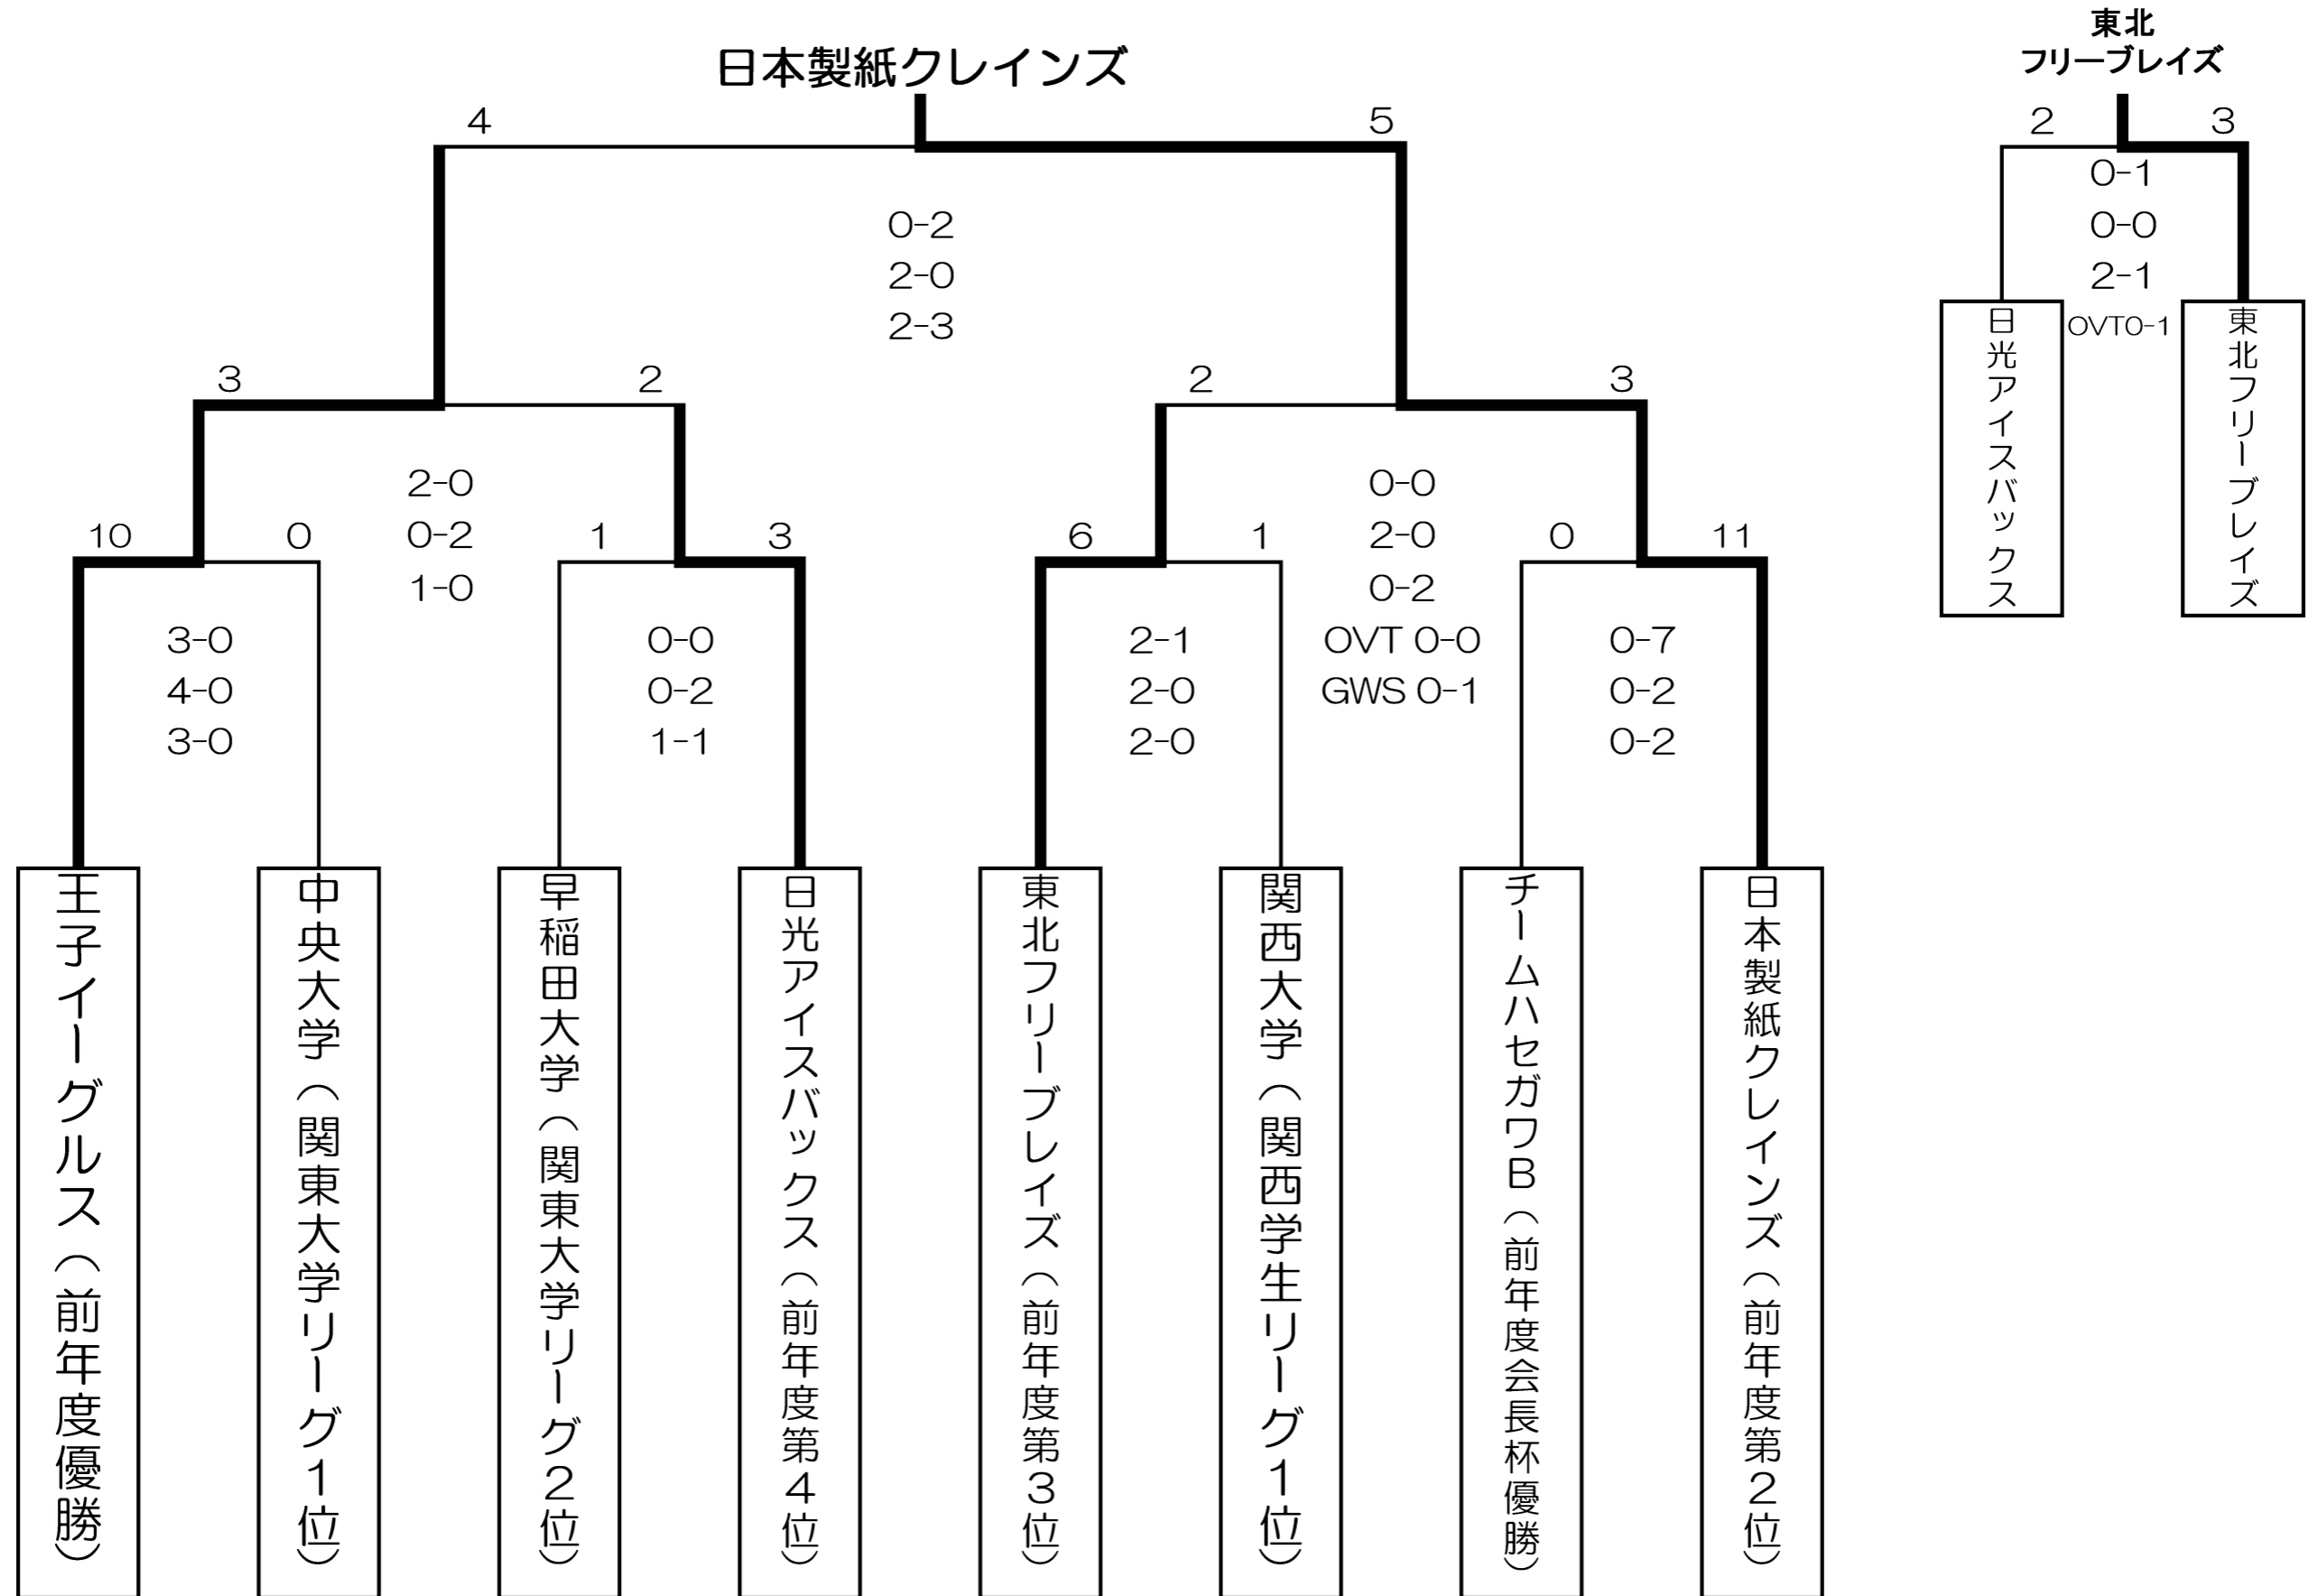 日本製紙クレインズ
4
5
0-2
2-0
2-3
3
2
2
3
2-0
0-2
1-0
0-0
2-0
0-2
OVT 0-0
GWS 0-1
10
0
1
3
6
1
0
11
3-0
4-0
3-0
0-0
0-2
1-1
2-1
2-0
2-0
0-7
0-2
0-2
王子イーグルス（前年度優勝）
中央大学（関東大学リーグ1位）
早稲田大学（関東大学リーグ2位）
日光アイスバックス（前年度第4位）
東北フリーブレイズ（前年度第3位）
関西大学（関西学生リーグ1位）
チームハセガワB（前年度会長杯優勝）
日本製紙クレインズ（前年度第2位）
東北
フリーブレイズ
2
3
0-1
0-0
2-1
OVT0-1
日光アイスバックス
東北フリーブレイズ